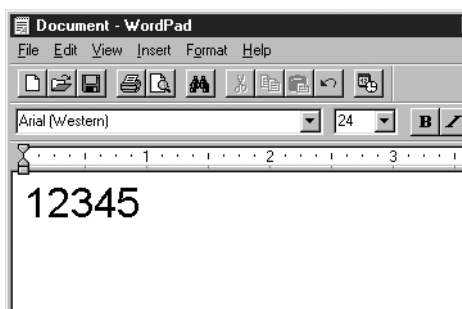 Document - WordPad
File Edit View Insert Format Help
Arial (Western) 24 B I
1 2 3
12345